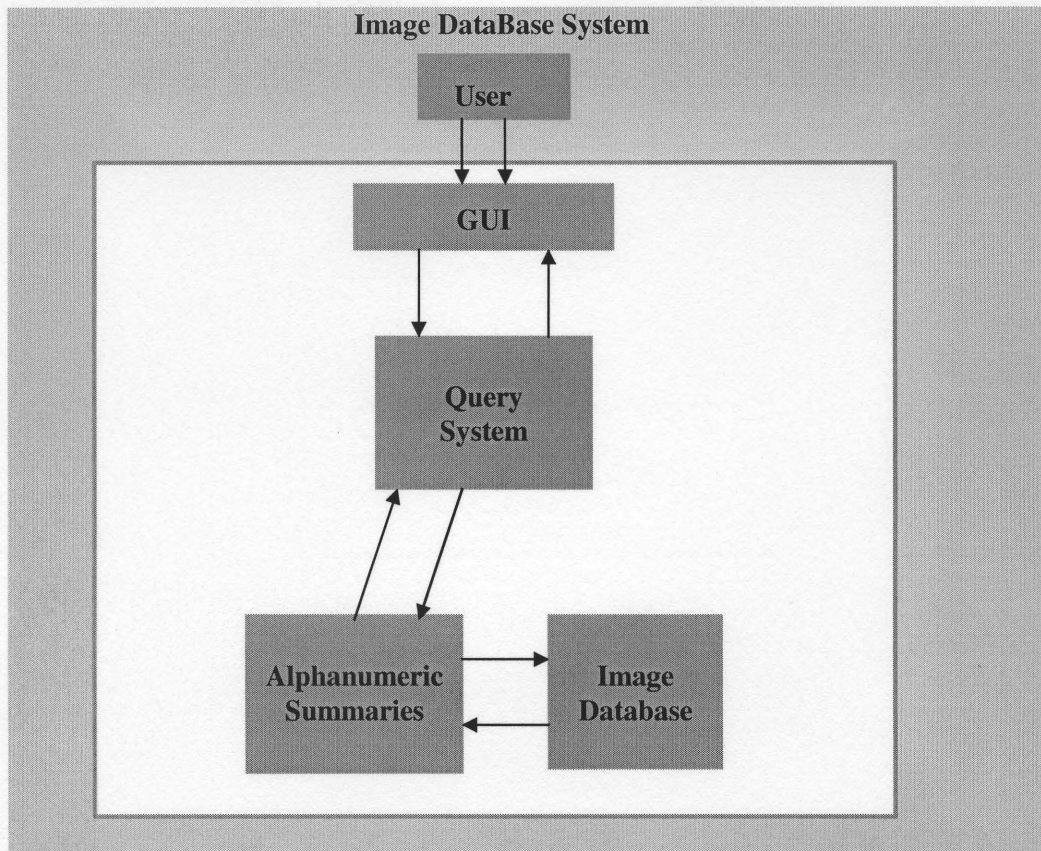 Image DataBase System
User
GUI
Query
System
Alphanumeric
Summaries
Image
Database